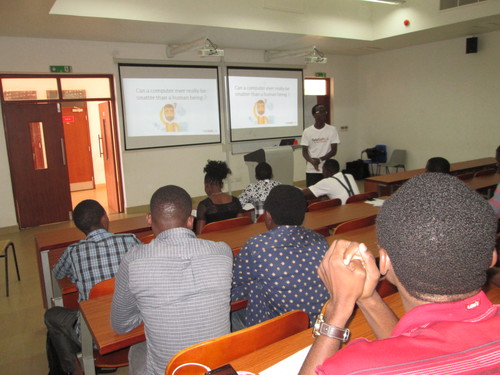 Can a computer ever really be
creative than a human being,?
Can a computer ever really be
creative than a human being,?